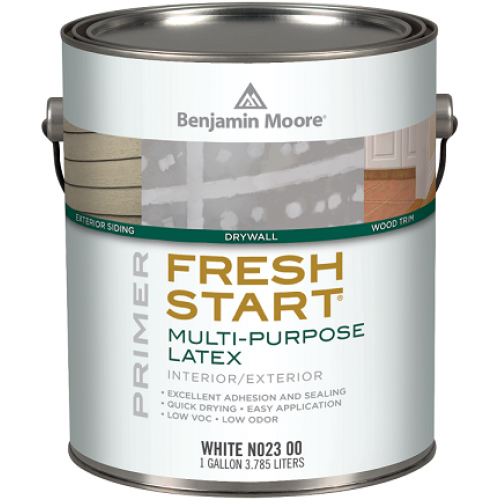 Benjamin Moore®
EXTERIOR SIDING
DRYWALL
WOOD TRIM
PRIMER
FRESH
START®
MULTI-PURPOSE
LATEX
INTERIOR/EXTERIOR
• EXCELLENT ADHESION AND SEALING
• QUICK DRYING • EASY APPLICATION
• LOW VOC • LOW ODOR
WHITE N023 00
1 GALLON 3.785 LITERS